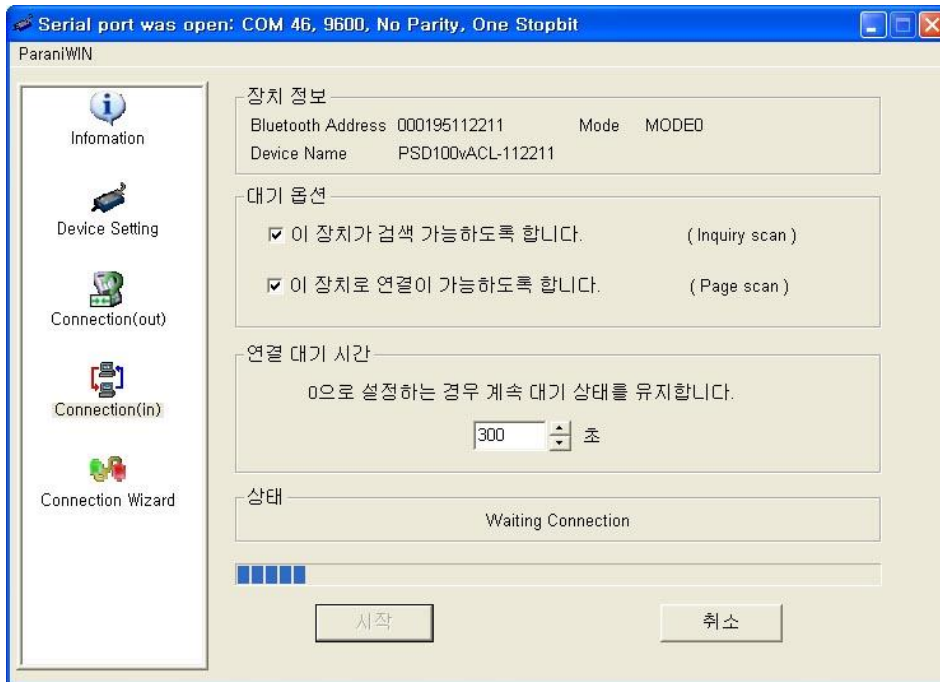 Serial port was open: COM 46, 9600, No Parity, One Stopbit
ParaniWIN
Infomation
Device Setting
Connection(out)
Connection(in)
Connection Wizard
장치 정보
Bluetooth Address 000195112211 Mode MODE0
Device Name PSD100vACL-112211
대기 옵션
이 장치가 검색 가능하도록 합니다. ( Inquiry scan )
이 장치로 연결이 가능하도록 합니다. ( Page scan )
연결 대기 시간
0으로 설정하는 경우 계속 대기 상태를 유지합니다.
300 초
상태
Waiting Connection
시작 취소